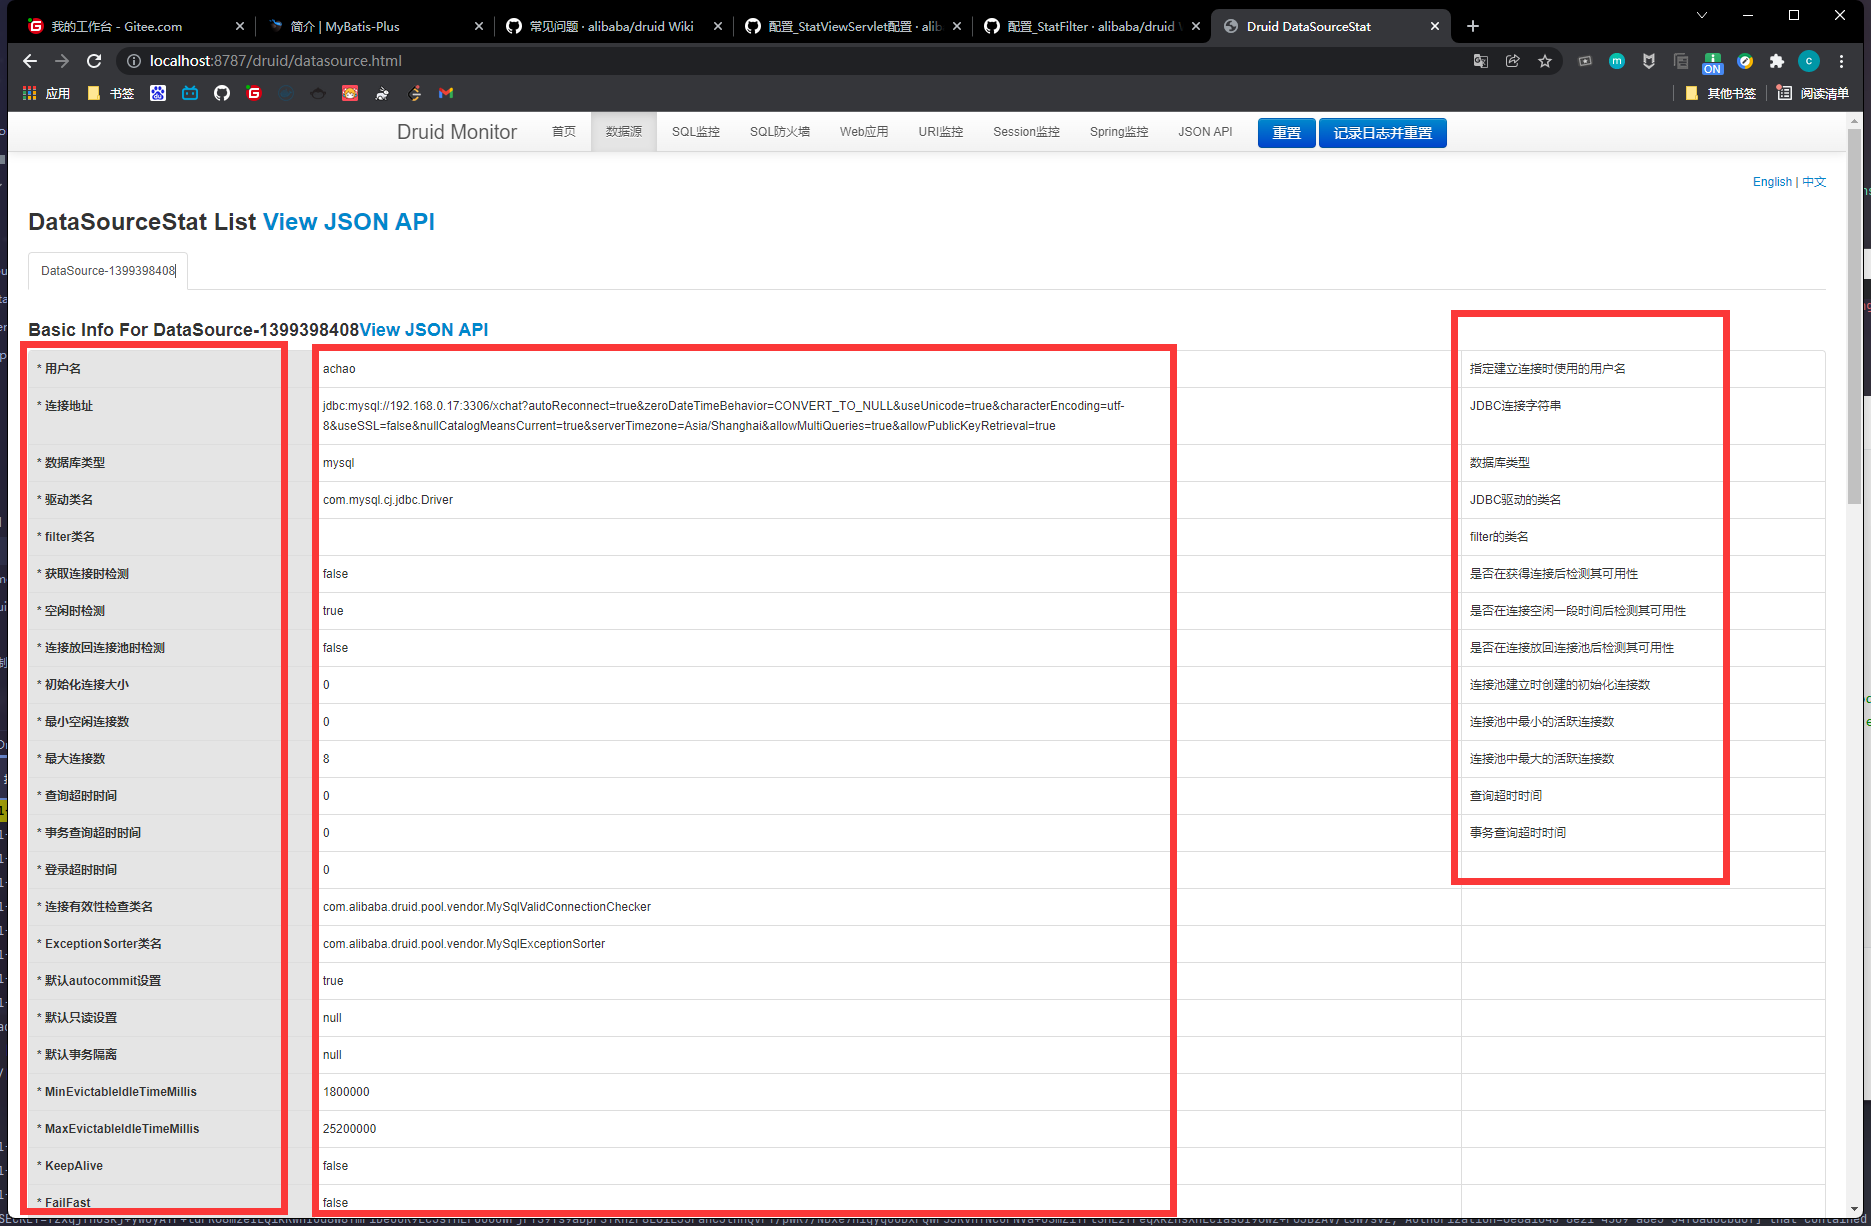 我的工作台 - Gitee.com
简介 | MyBatis-Plus
常见问题 · alibaba/druid Wiki
配置_StatViewServlet配置 · alib
配置_StatFilter · alibaba/druid
Druid DataSourceStat
localhost:8787/druid/datasource.html
ON
应用
书签
其他书签
阅读清单
Druid Monitor
首页
数据源
SQL监控
SQL防火墙
Web应用
URI监控
Session监控
Spring监控
JSON API
重置
记录日志并重置
English | 中文
DataSourceStat List View JSON API
DataSource-1399398408
Basic Info For DataSource-1399398408View JSON API
* 用户名 achao 指定建立连接时使用的用户名
* 连接地址 jdbc:mysql://192.168.0.17:3306/xchat?autoReconnect=true&zeroDateTimeBehavior=CONVERT_TO_NULL&useUnicode=true&characterEncoding=utf- JDBC连接字符串
8&useSSL=false&nullCatalogMeansCurrent=true&serverTimezone=Asia/Shanghai&allowMultiQueries=true&allowPublicKeyRetrieval=true
* 数据库类型 mysql 数据库类型
* 驱动类名 com.mysql.cj.jdbc.Driver JDBC驱动的类名
* filter类名 filter的类名
* 获取连接时检测 false 是否在获得连接后检测其可用性
* 空闲时检测 true 是否在连接空闲一段时间后检测其可用性
* 连接放回连接池时检测 false 是否在连接放回连接池后检测其可用性
* 初始化连接大小 0 连接池建立时创建的初始化连接数
* 最小空闲连接数 0 连接池中最小的活跃连接数
* 最大连接数 8 连接池中最大的活跃连接数
* 查询超时时间 0 查询超时时间
* 事务查询超时时间 0 事务查询超时时间
* 登录超时时间 0
* 连接有效性检查类名 com.alibaba.druid.pool.vendor.MySqlValidConnectionChecker
* ExceptionSorter类名 com.alibaba.druid.pool.vendor.MySqlExceptionSorter
* 默认autocommit设置 true
* 默认只读设置 null
* 默认事务隔离 null
* MinEvictableIdleTimeMillis 1800000
* MaxEvictableIdleTimeMillis 25200000
* KeepAlive false
* FailFast false